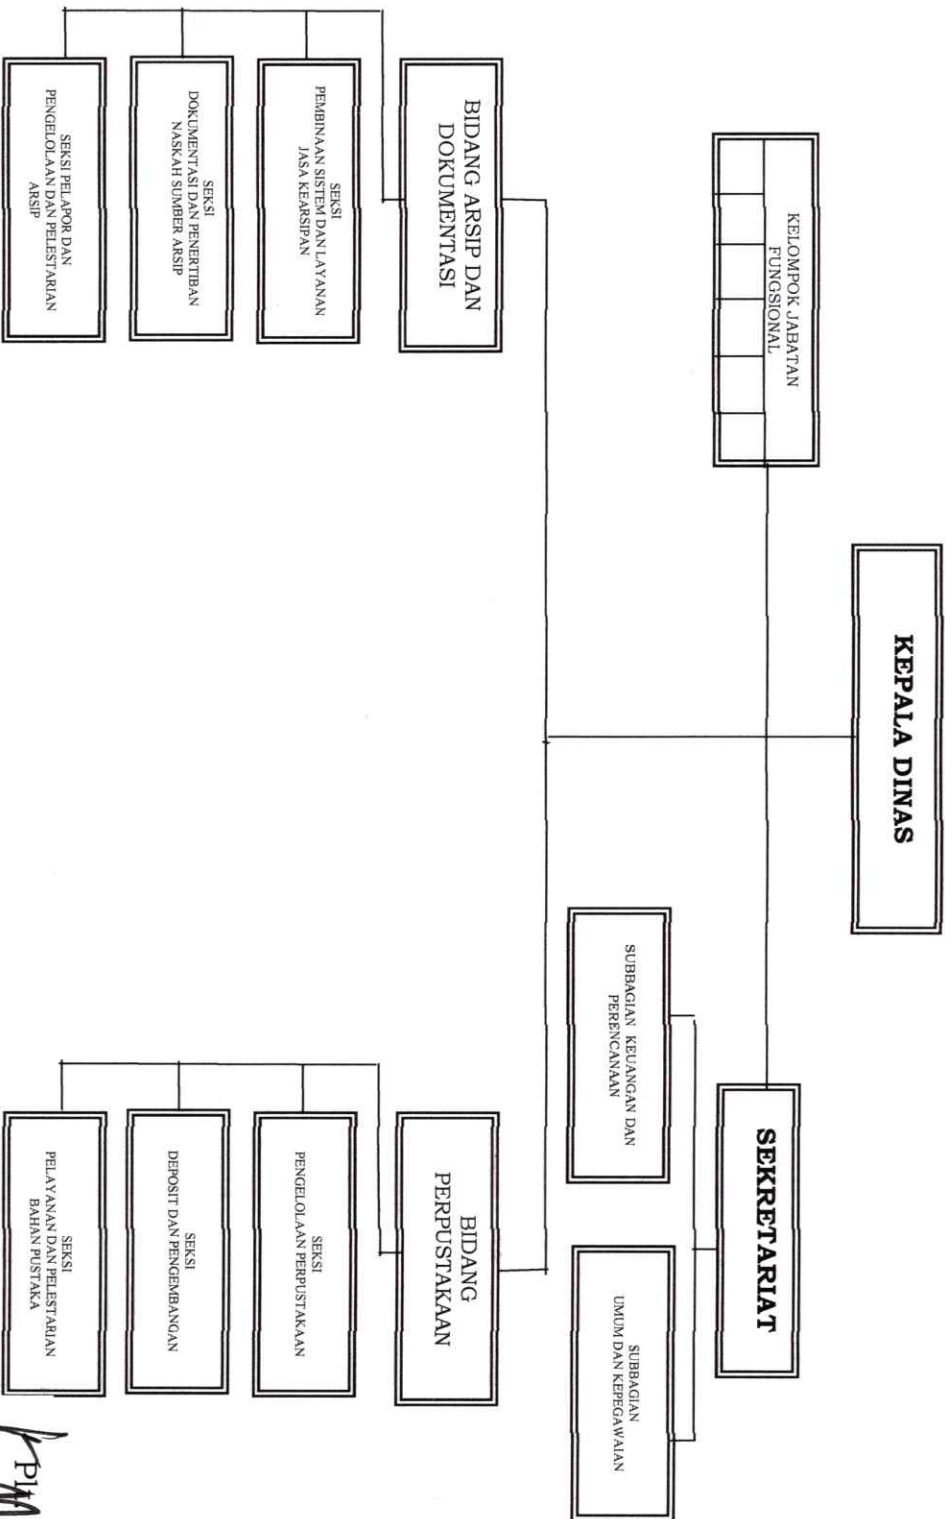 KEPALA DINAS
KELOMPOK JABATAN
FUNGSIONAL
SEKRETARIAT
SUBBAGIAN KEUANGAN DAN
PERENCANAAN
SUBBAGIAN
UMUM DAN KEPEGAWAIAN
BIDANG ARSIP DAN
DOKUMENTASI
SEKSI
PEMBINAAN SISTEM DAN LAYANAN
JASA KEARSIPAN
SEKSI
DOKUMENTASI DAN PENERTIBAN
NASKAH SUMBER ARSIP
SEKSI PELAPOR DAN
PENGELOLAAN DAN PELESTARIAN
ARSIP
BIDANG
PERPUSTAKAAN
SEKSI
PENGELOLAAN PERPUSTAKAAN
SEKSI
DEPOSIT DAN PENGEMBANGAN
SEKSI
PELAYANAN DAN PELESTARIAN
BAHAN PUSTAKA
Plt.